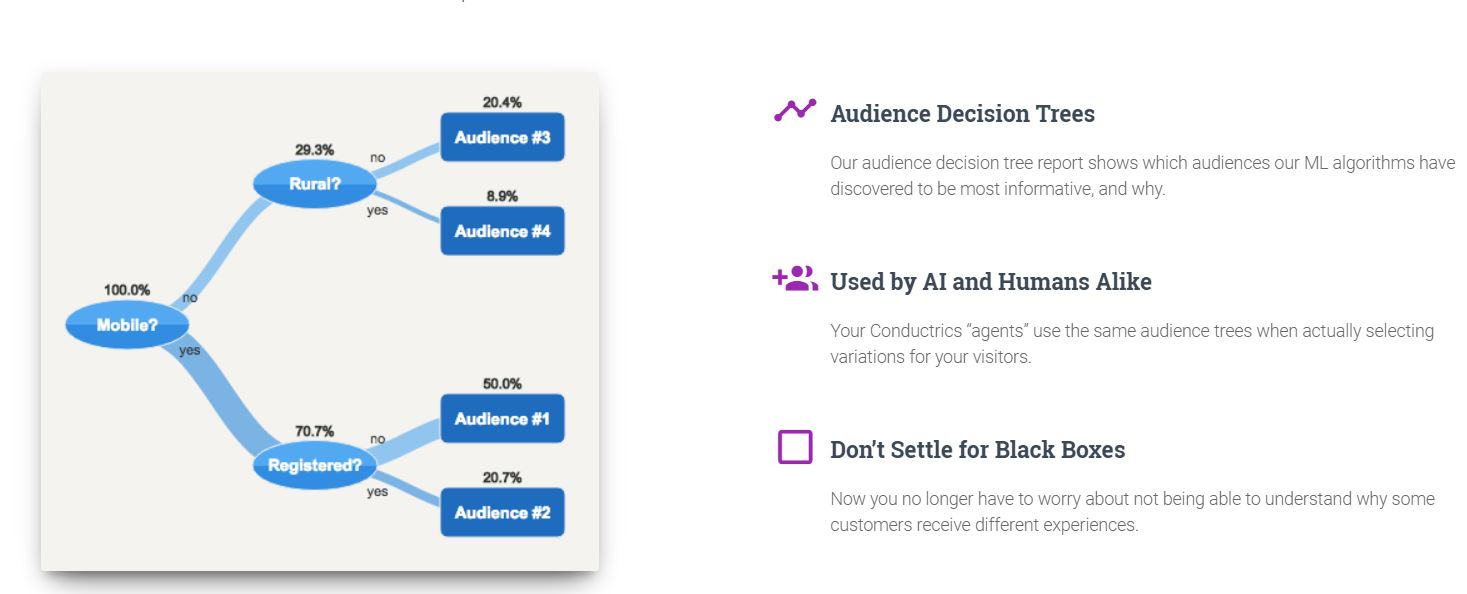 20.4%
Audience #3
29.3%
no
Rural?
8.9%
yes
Audience #4
100.0%
no
Mobile?
yes
50.0%
70.7%
no
Audience #1
Registered?
20.7%
yes
Audience #2
Audience Decision Trees
Our audience decision tree report shows which audiences our ML algorithms have
discovered to be most informative, and why.
Used by AI and Humans Alike
Your Conductrics “agents” use the same audience trees when actually selecting
variations for your visitors.
Don’t Settle for Black Boxes
Now you no longer have to worry about not being able to understand why some
customers receive different experiences.